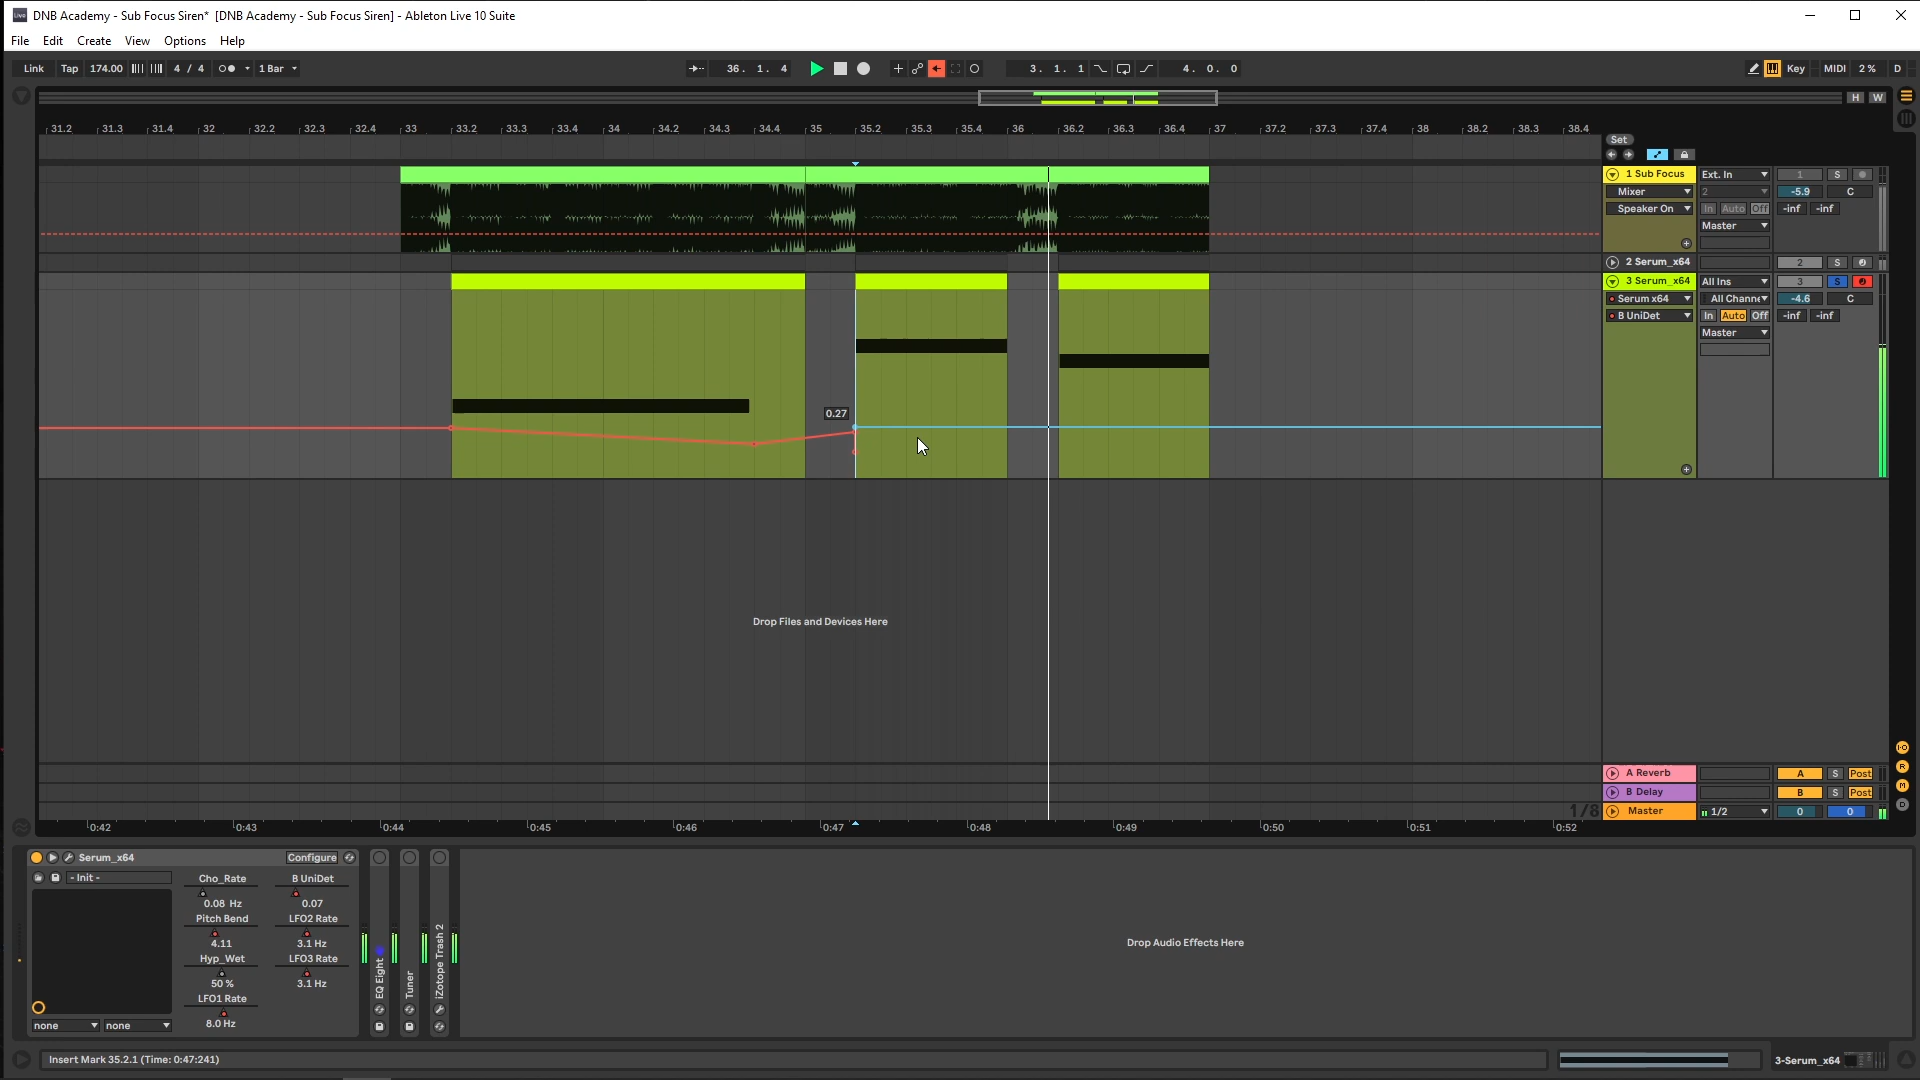 DNB Academy - Sub Focus Siren* [DNB Academy - Sub Focus Siren] - Ableton Live 10 Suite
File Edit Create View Options Help
Link Tap 174.00 4 / 4 1 Bar 36. 1. 4 3. 1. 1 4. 0. 0 Key MIDI 2% D
H W
31.2 31.3 31.4 32 32.2 32.3 32.4 33 33.2 33.3 33.4 34 34.2 34.3 34.4 35 35.2 35.3 35.4 36 36.2 36.3 36.4 37 37.2 37.3 37.4 38 38.2 38.3 38.4
Set
1 Sub Focus Ext. In 1 S
Mixer 2 -5.9 C
Speaker On In Auto Off -inf -inf
Master
2 Serum_x64 2 S
3 Serum_x64 All Ins 3 S
Serum x64 All Channe -4.6 C
B UniDet In Auto Off -inf -inf
Master
0.27
Drop Files and Devices Here
A Reverb A S Post
B Delay B S Post
1/8 Master 1/2 0 0
I·O
R
M
D
0:42 0:43 0:44 0:45 0:46 0:47 0:48 0:49 0:50 0:51 0:52
Serum_x64 Configure
- Init -
Cho_Rate B UniDet
0.08 Hz 0.07
Pitch Bend LFO2 Rate
4.11 3.1 Hz
Hyp_Wet LFO3 Rate
50 % 3.1 Hz
LFO1 Rate
8.0 Hz
none none
EQ Eight
Tuner
iZotope Trash 2
Drop Audio Effects Here
Insert Mark 35.2.1 (Time: 0:47:241)
3-Serum_x64